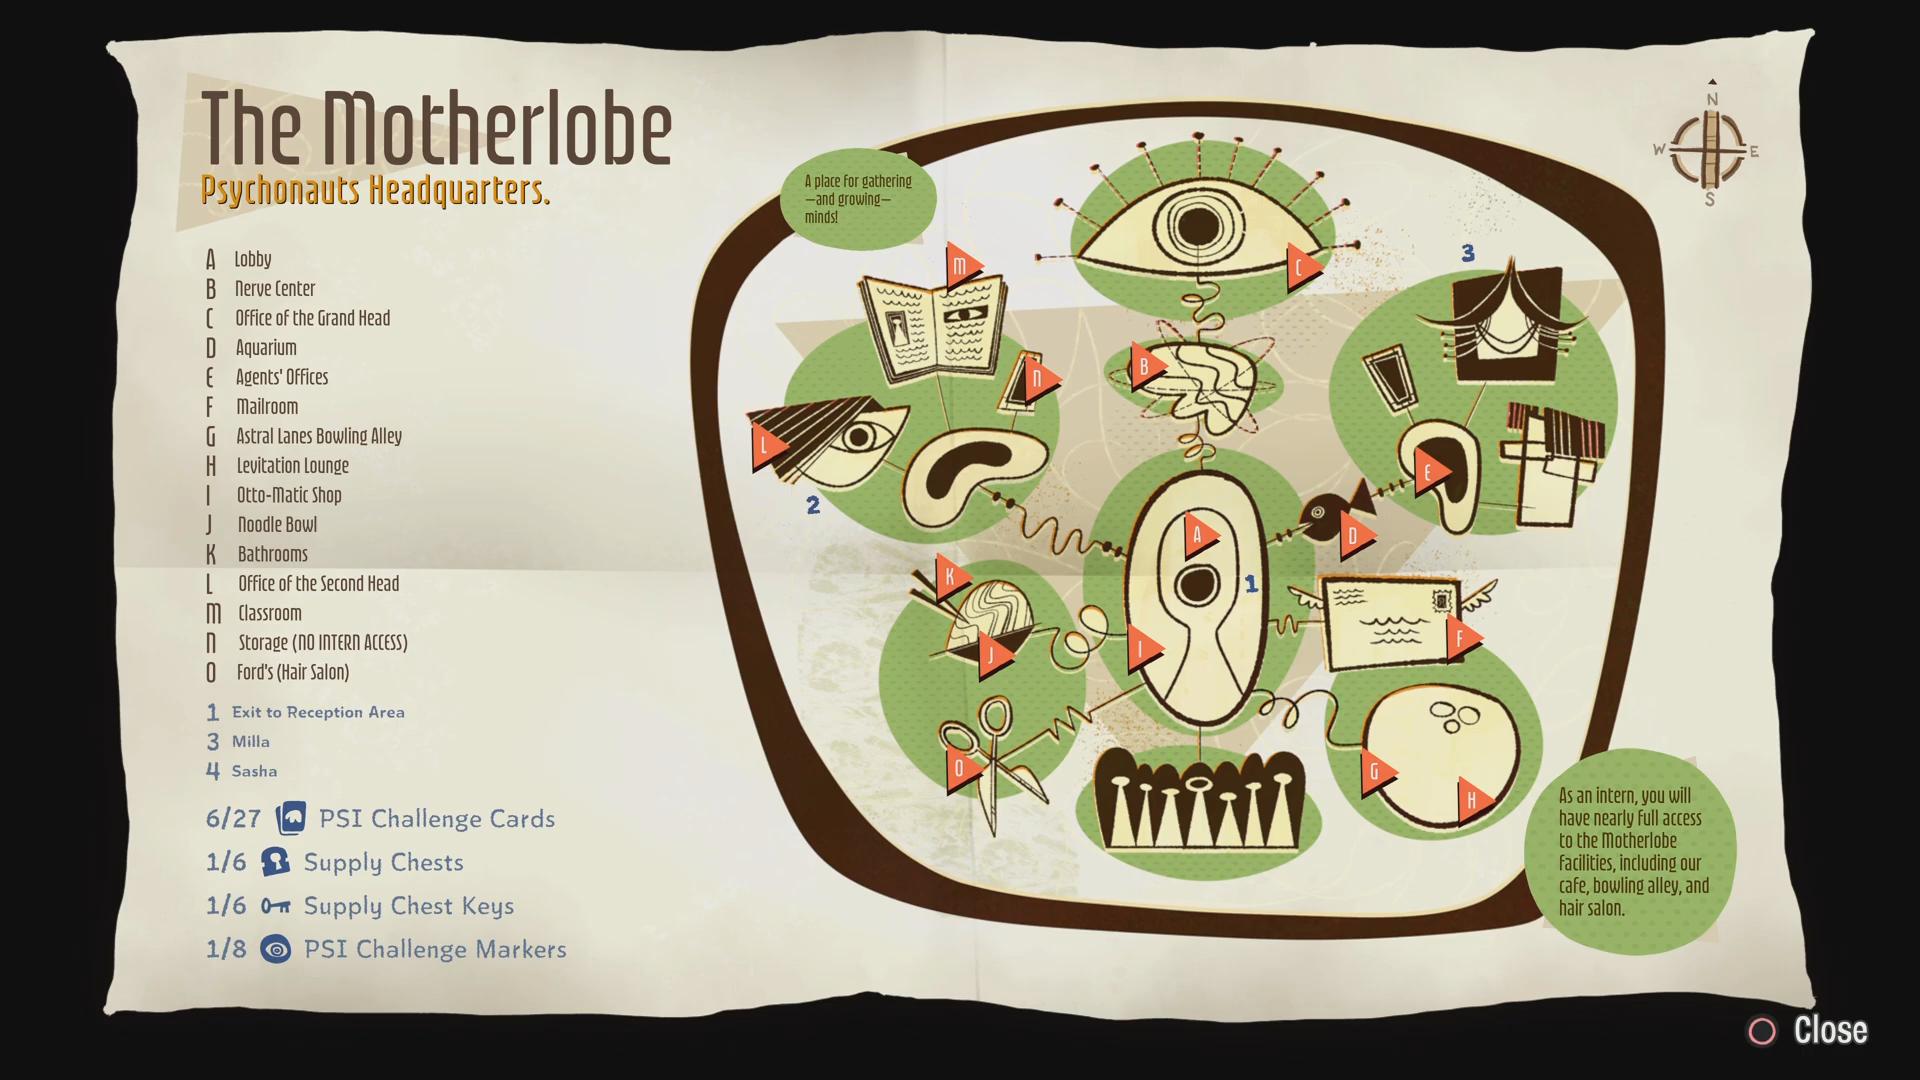 The Motherlobe
Psychonauts Headquarters.
A Lobby
B Nerve Center
C Office of the Grand Head
D Aquarium
E Agents' Offices
F Mailroom
G Astral Lanes Bowling Alley
H Levitation Lounge
I Otto-Matic Shop
J Noodle Bowl
K Bathrooms
L Office of the Second Head
M Classroom
N Storage (NO INTERN ACCESS)
O Ford's (Hair Salon)
1 Exit to Reception Area
3 Milla
4 Sasha
6/27 PSI Challenge Cards
1/6 Supply Chests
1/6 Supply Chest Keys
1/8 PSI Challenge Markers
A place for gathering
—and growing—
minds!
N
W E
S
C
3
M
B
N
L
2
E
A
D
K
1
F
I
J
O
G
H
As an intern, you will
have nearly full access
to the Motherlobe
facilities, including our
cafe, bowling alley, and
hair salon.
Close